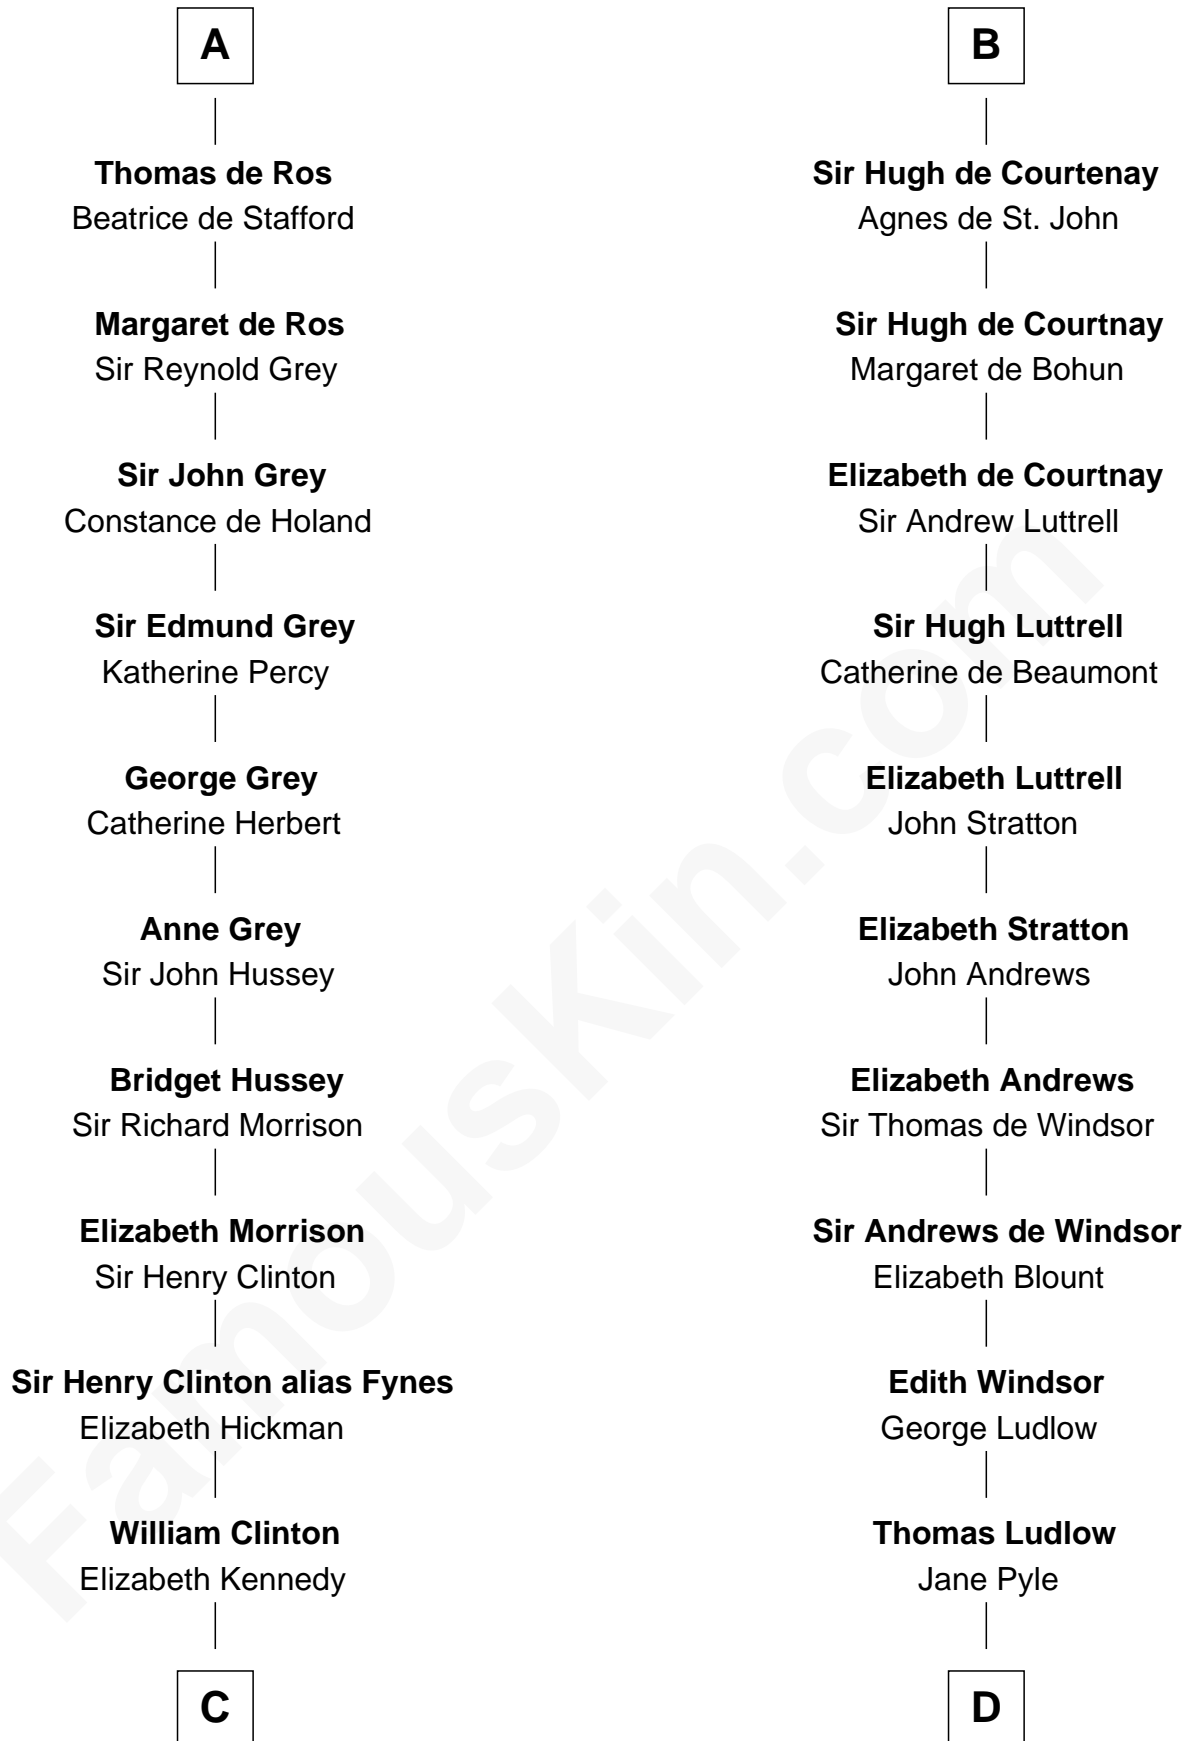 A
Thomas de Ros
Beatrice de Stafford
Margaret de Ros
Sir Reynold Grey
Sir John Grey
Constance de Holand
Sir Edmund Grey
Katherine Percy
George Grey
Catherine Herbert
Anne Grey
Sir John Hussey
Bridget Hussey
Sir Richard Morrison
Elizabeth Morrison
Sir Henry Clinton
Sir Henry Clinton alias Fynes
Elizabeth Hickman
William Clinton
Elizabeth Kennedy
C
B
Sir Hugh de Courtenay
Agnes de St. John
Sir Hugh de Courtnay
Margaret de Bohun
Elizabeth de Courtnay
Sir Andrew Luttrell
Sir Hugh Luttrell
Catherine de Beaumont
Elizabeth Luttrell
John Stratton
Elizabeth Stratton
John Andrews
Elizabeth Andrews
Sir Thomas de Windsor
Sir Andrews de Windsor
Elizabeth Blount
Edith Windsor
George Ludlow
Thomas Ludlow
Jane Pyle
D
FamousKin.com